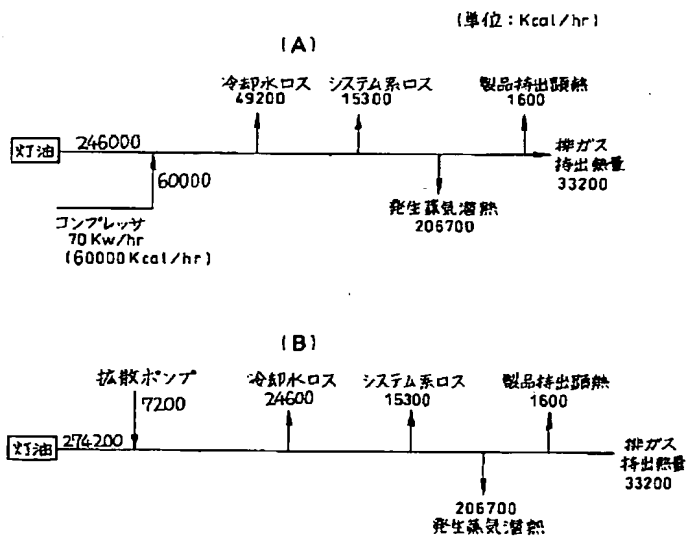 (単位:Kcal/hr)
(A)
冷却水ロス
49200
システム系ロス
15300
製品持出顕熱
1600
灯油
246000
60000
排ガス
持出熱量
33200
発生蒸気潜熱
206700
コンプレッサ
70 Kw/hr
(60000Kcal/hr)
(B)
拡散ポンプ
7200
冷却水ロス
24600
システム系ロス
15300
製品持出顕熱
1600
灯油
274200
排ガス
持出熱量
33200
206700
発生蒸気潜熱